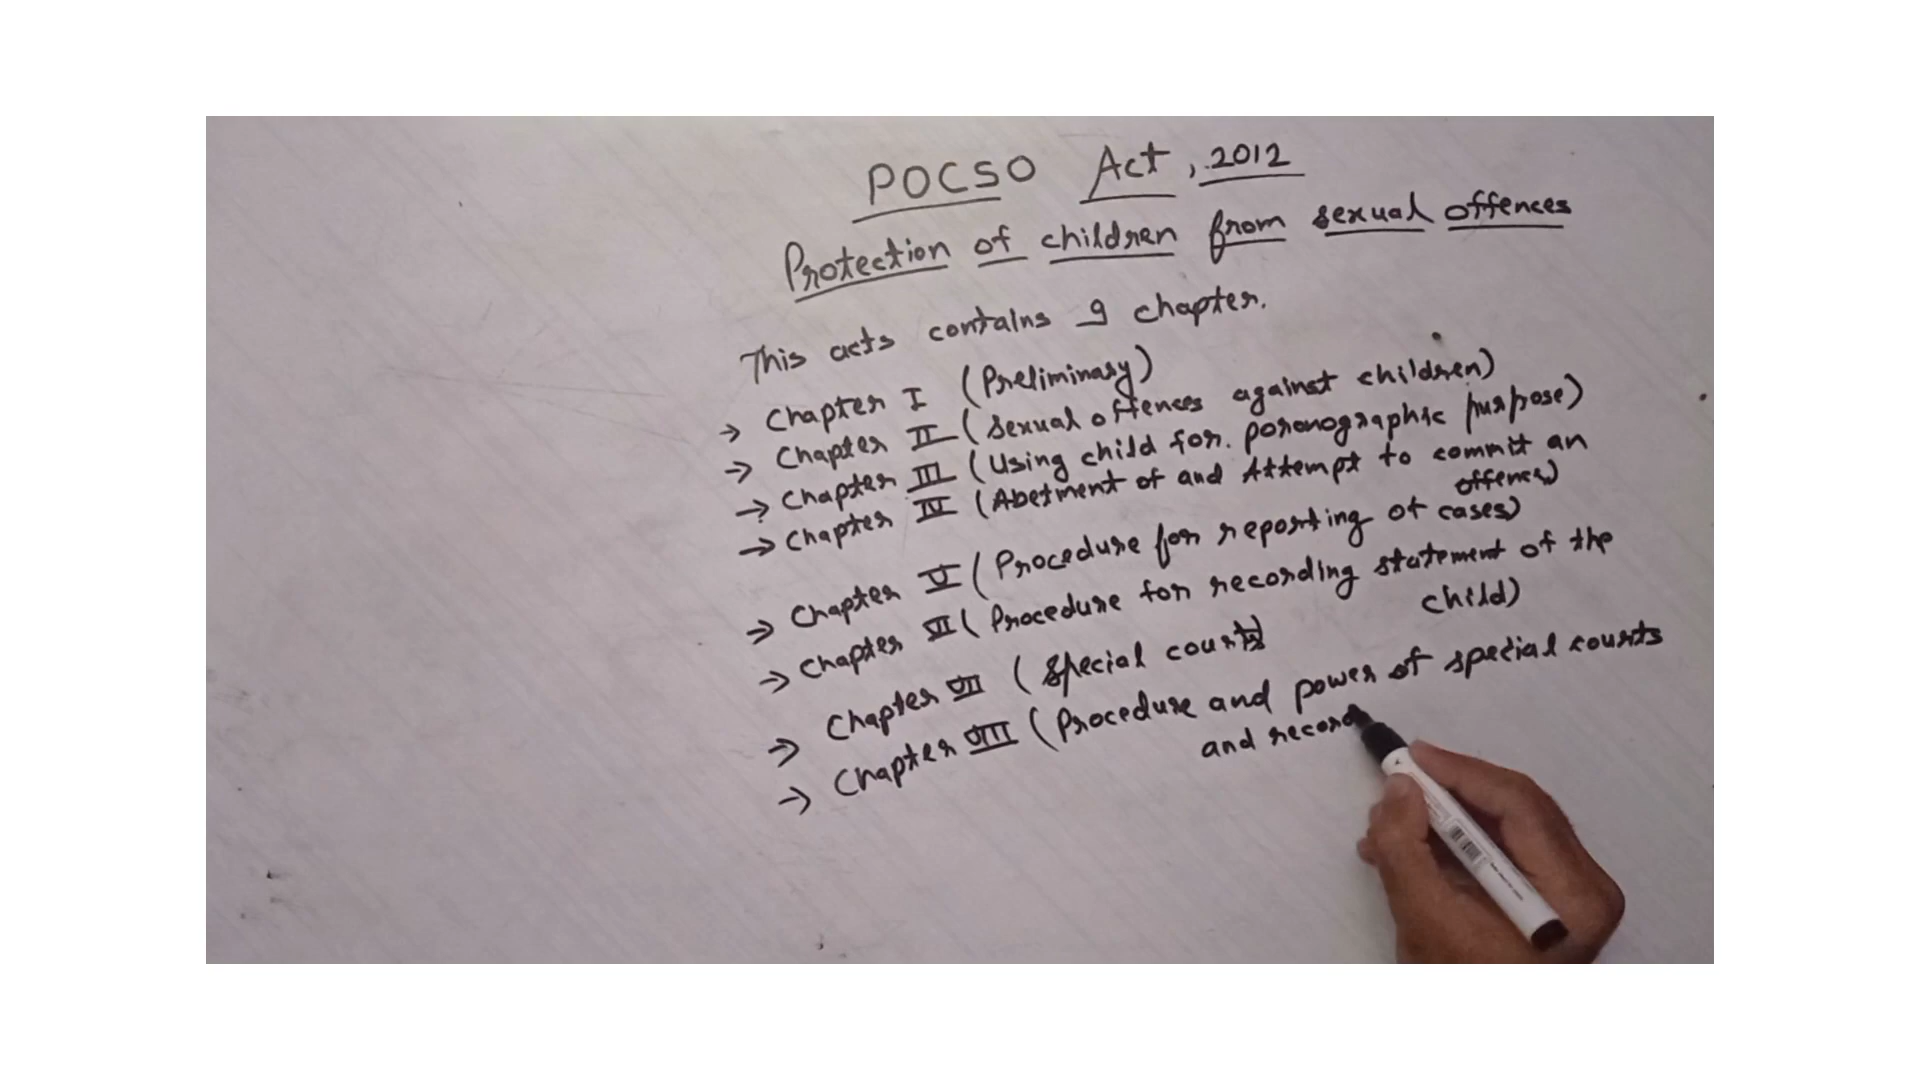 POCSO Act, 2012
Protection of children from sexual offences
This acts contains 9 chapter.
→ Chapter I (Preliminary)
→ Chapter II (Sexual offences against children)
→ Chapter III (Using child for. poronographic purpose)
→ Chapter IV (Abetment of and Attempt to commit an
offence)
→ Chapter V (Procedure for reporting of cases)
→ Chapter VI (Procedure for recording statement of the
child)
→ Chapter VII (Special courts)
→ Chapter VIII (Procedure and power of special courts
and recor